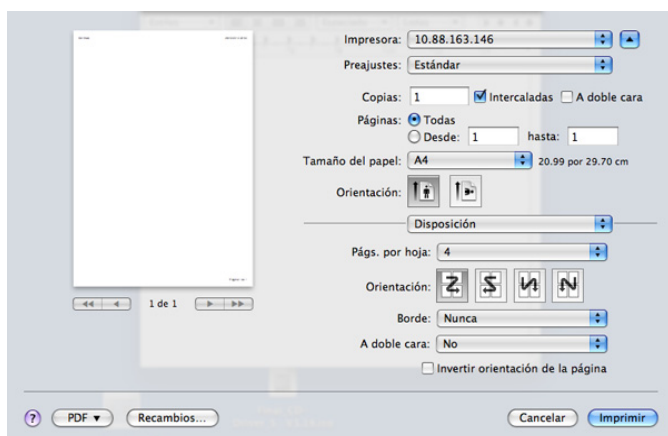 Impresora: 10.88.163.146
Preajustes: Estándar
Copias: 1 Intercaladas A doble cara
Páginas: Todas
Desde: 1 hasta: 1
Tamaño del papel: A4 20.99 por 29.70 cm
Orientación:
Disposición
Págs. por hoja: 4
Orientación:
Borde: Nunca
A doble cara: No
Invertir orientación de la página
1 de 1
? PDF ▼ Recambios... Cancelar Imprimir